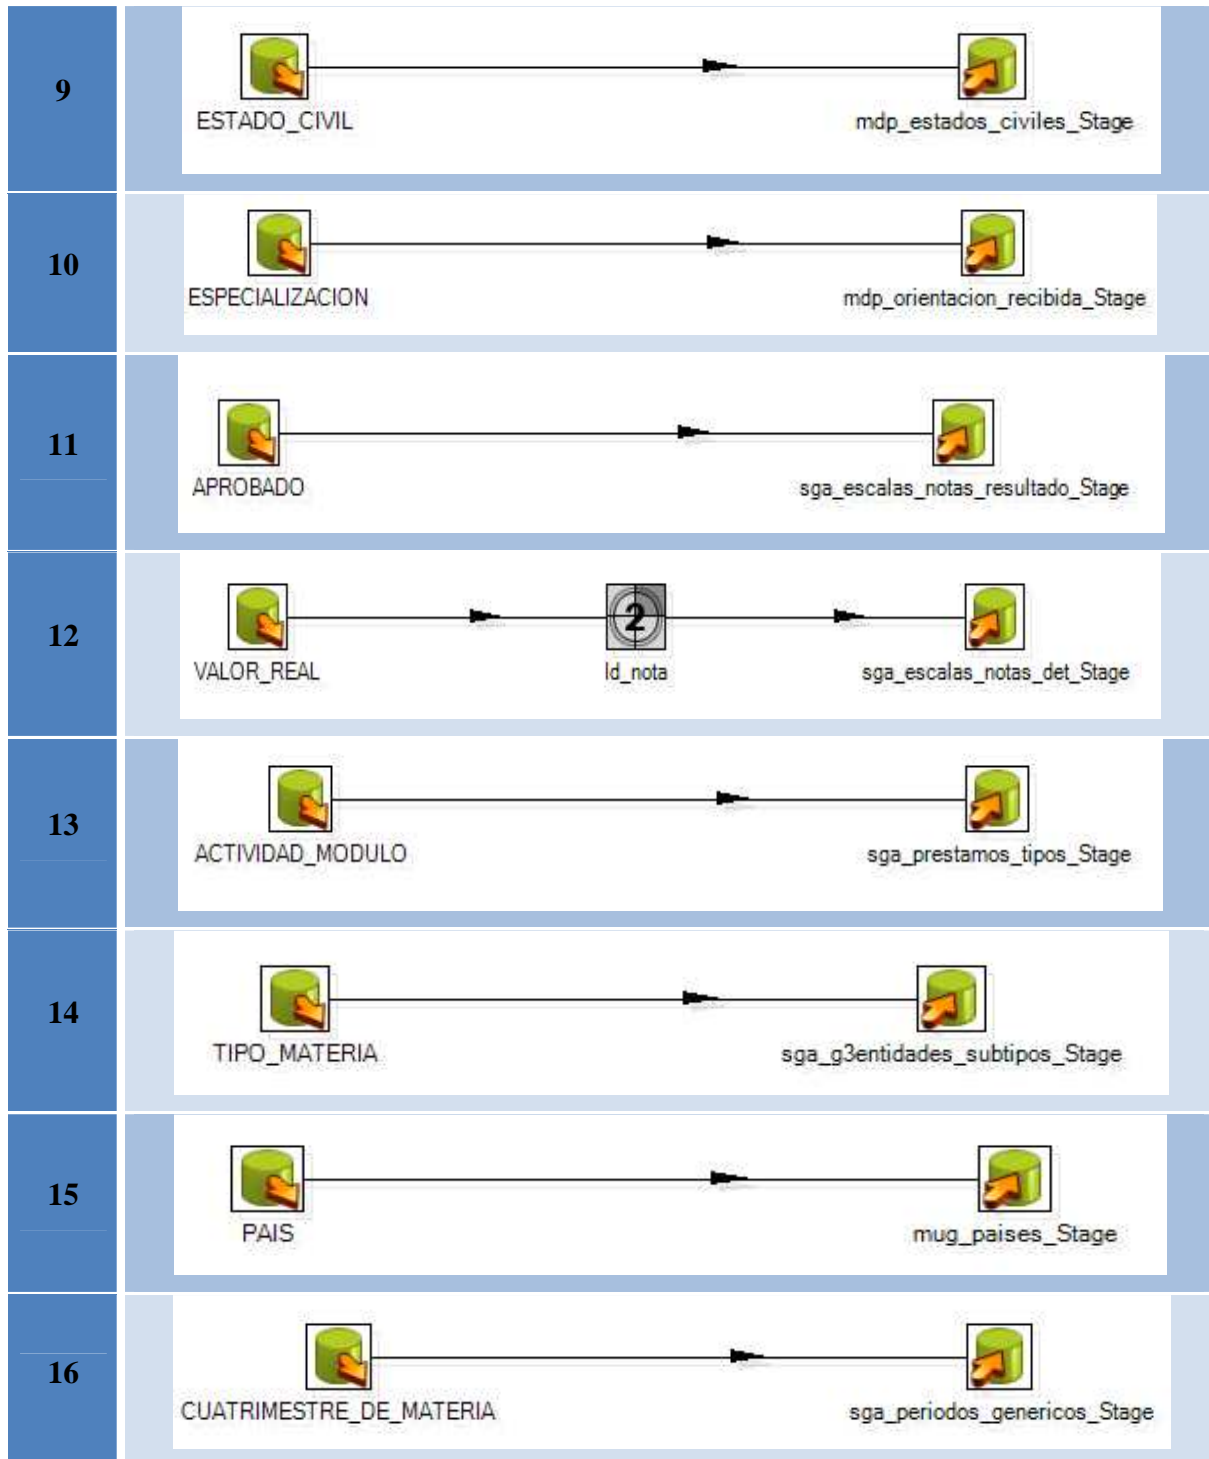 9
ESTADO_CIVIL
mdp_estados_civiles_Stage
10
ESPECIALIZACION
mdp_orientacion_recibida_Stage
11
APROBADO
sga_escalas_notas_resultado_Stage
12
2
VALOR_REAL
Id_nota
sga_escalas_notas_det_Stage
13
ACTIVIDAD_MODULO
sga_prestamos_tipos_Stage
14
TIPO_MATERIA
sga_g3entidades_subtipos_Stage
15
PAIS
mug_paises_Stage
16
CUATRIMESTRE_DE_MATERIA
sga_periodos_genericos_Stage